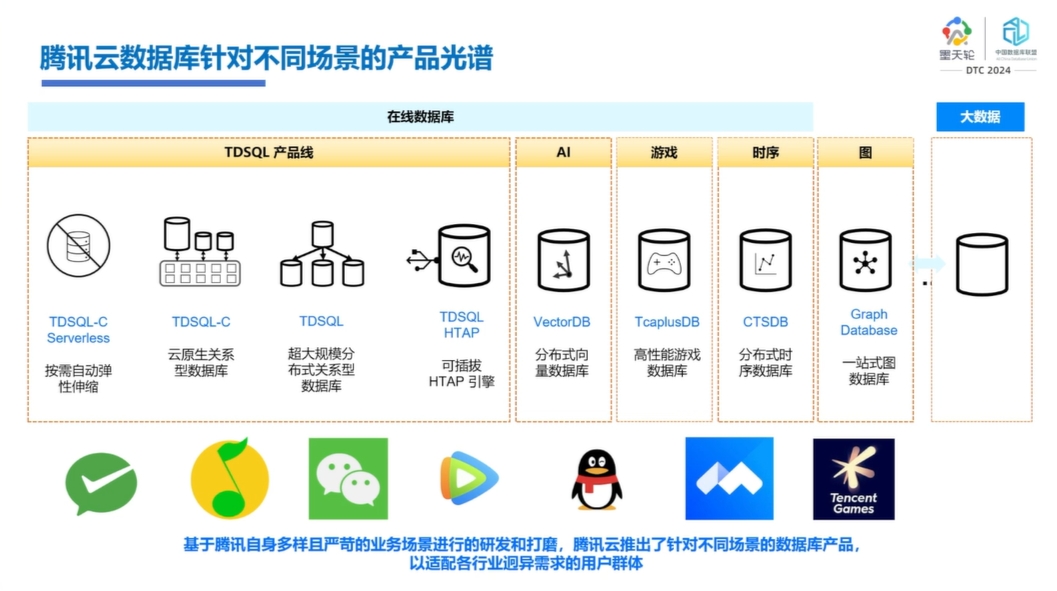 腾讯云数据库针对不同场景的产品光谱
墨天轮
中国数据库联盟
DTC 2024
在线数据库
大数据
TDSQL 产品线
AI
游戏
时序
图
TDSQL-C
Serverless
按需自动弹
性伸缩
TDSQL-C
云原生关系
型数据库
TDSQL
超大规模分
布式关系型
数据库
TDSQL
HTAP
可插拔
HTAP 引擎
VectorDB
分布式向
量数据库
TcaplusDB
高性能游戏
数据库
CTSDB
分布式时
序数据库
Graph
Database
一站式图
数据库
Tencent
Games
基于腾讯自身多样且严苛的业务场景进行的研发和打磨，腾讯云推出了针对不同场景的数据库产品，
以适配各行业迥异需求的用户群体